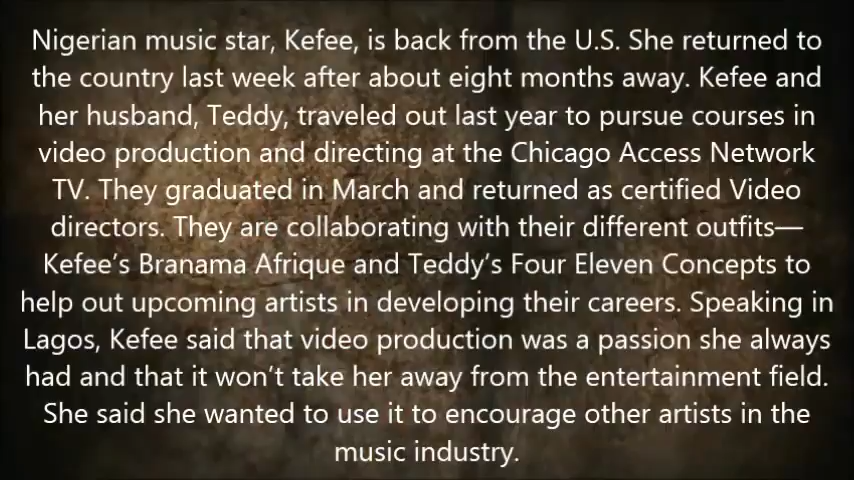 Nigerian music star, Kefee, is back from the U.S. She returned to
the country last week after about eight months away. Kefee and
her husband, Teddy, traveled out last year to pursue courses in
video production and directing at the Chicago Access Network
TV. They graduated in March and returned as certified Video
directors. They are collaborating with their different outfits—
Kefee’s Branama Afrique and Teddy’s Four Eleven Concepts to
help out upcoming artists in developing their careers. Speaking in
Lagos, Kefee said that video production was a passion she always
had and that it won’t take her away from the entertainment field.
She said she wanted to use it to encourage other artists in the
music industry.